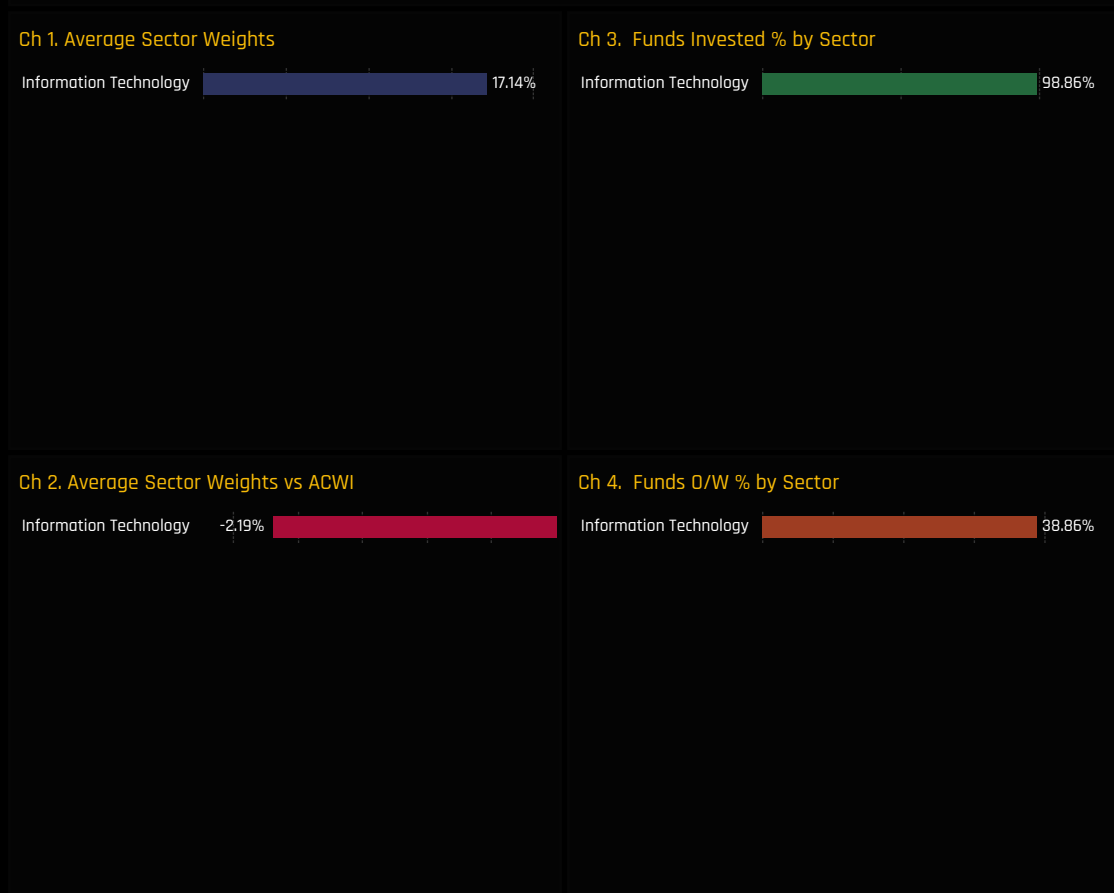 Ch 1. Average Sector Weights
Information Technology 17.14%
Ch 3. Funds Invested % by Sector
Information Technology 98.86%
Ch 2. Average Sector Weights vs ACWI
Information Technology -2.19%
Ch 4. Funds O/W % by Sector
Information Technology 38.86%